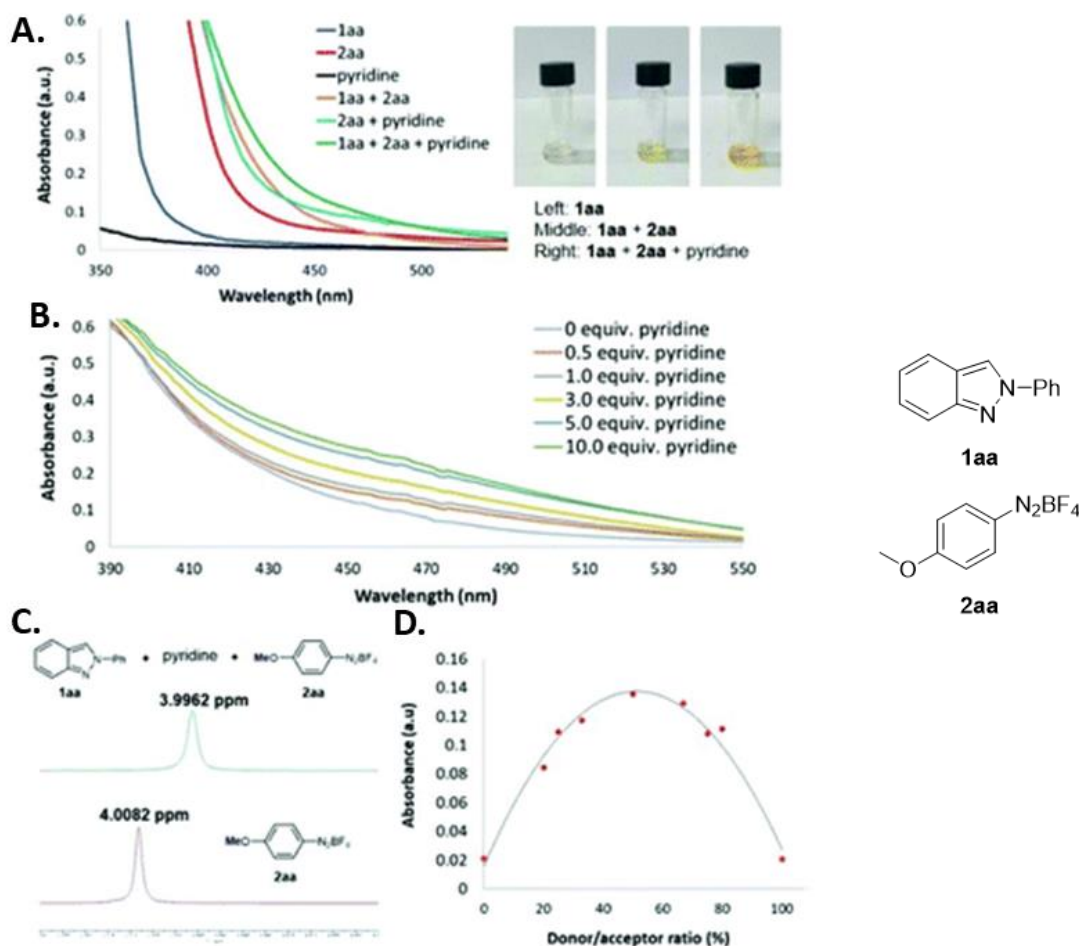 A.
Absorbance (a.u.)
0.6
0.5
0.4
0.3
0.2
0.1
0
350
400
450
500
Wavelength (nm)
1aa
2aa
pyridine
1aa + 2aa
2aa + pyridine
1aa + 2aa + pyridine
Left: 1aa
Middle: 1aa + 2aa
Right: 1aa + 2aa + pyridine
B.
Absorbance (a.u.)
0.6
0.5
0.4
0.3
0.2
0.1
0
390
410
430
450
470
490
510
530
550
Wavelength (nm)
0 equiv. pyridine
0.5 equiv. pyridine
1.0 equiv. pyridine
3.0 equiv. pyridine
5.0 equiv. pyridine
10.0 equiv. pyridine
N–Ph
N
1aa
N₂BF₄
O
2aa
C.
N–Ph
N
1aa
+ pyridine +
MeO
N₂BF₄
2aa
3.9962 ppm
4.0082 ppm
MeO
N₂BF₄
2aa
D.
Absorbance (a.u)
0.16
0.14
0.12
0.1
0.08
0.06
0.04
0.02
0
0
20
40
60
80
100
Donor/acceptor ratio (%)